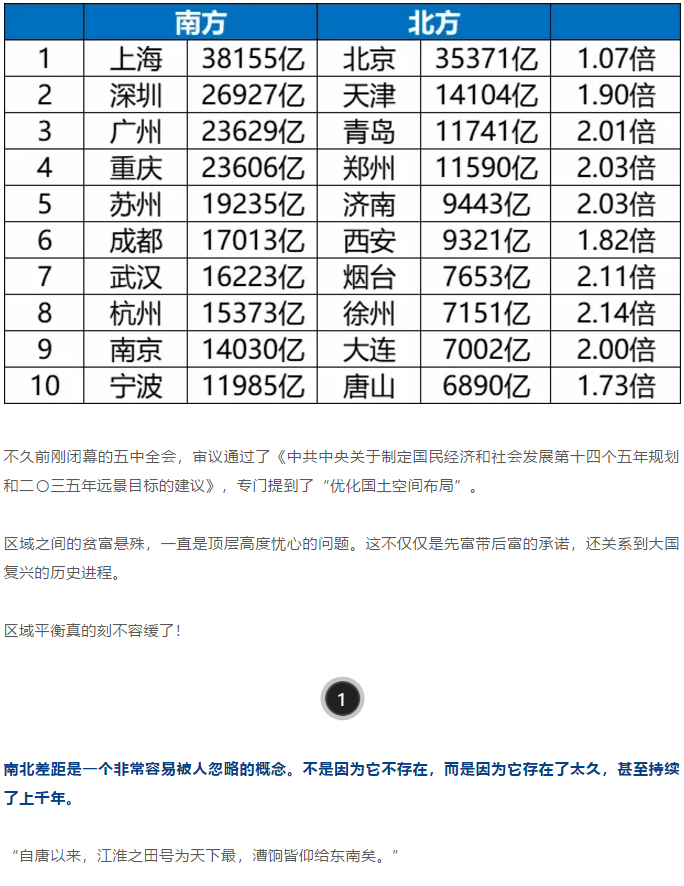 南方 北方
1 上海 38155亿 北京 35371亿 1.07倍
2 深圳 26927亿 天津 14104亿 1.90倍
3 广州 23629亿 青岛 11741亿 2.01倍
4 重庆 23606亿 郑州 11590亿 2.03倍
5 苏州 19235亿 济南 9443亿 2.03倍
6 成都 17013亿 西安 9321亿 1.82倍
7 武汉 16223亿 烟台 7653亿 2.11倍
8 杭州 15373亿 徐州 7151亿 2.14倍
9 南京 14030亿 大连 7002亿 2.00倍
10 宁波 11985亿 唐山 6890亿 1.73倍
不久前刚闭幕的五中全会，审议通过了《中共中央关于制定国民经济和社会发展第十四个五年规划
和二〇三五年远景目标的建议》，专门提到了“优化国土空间布局”。
区域之间的贫富悬殊，一直是顶层高度忧心的问题。这不仅仅是先富带后富的承诺，还关系到大国
复兴的历史进程。
区域平衡真的刻不容缓了！
1
南北差距是一个非常容易被人忽略的概念。不是因为它不存在，而是因为它存在了太久，甚至持续
了上千年。
“自唐以来，江淮之田号为天下最，漕饷皆仰给东南矣。”